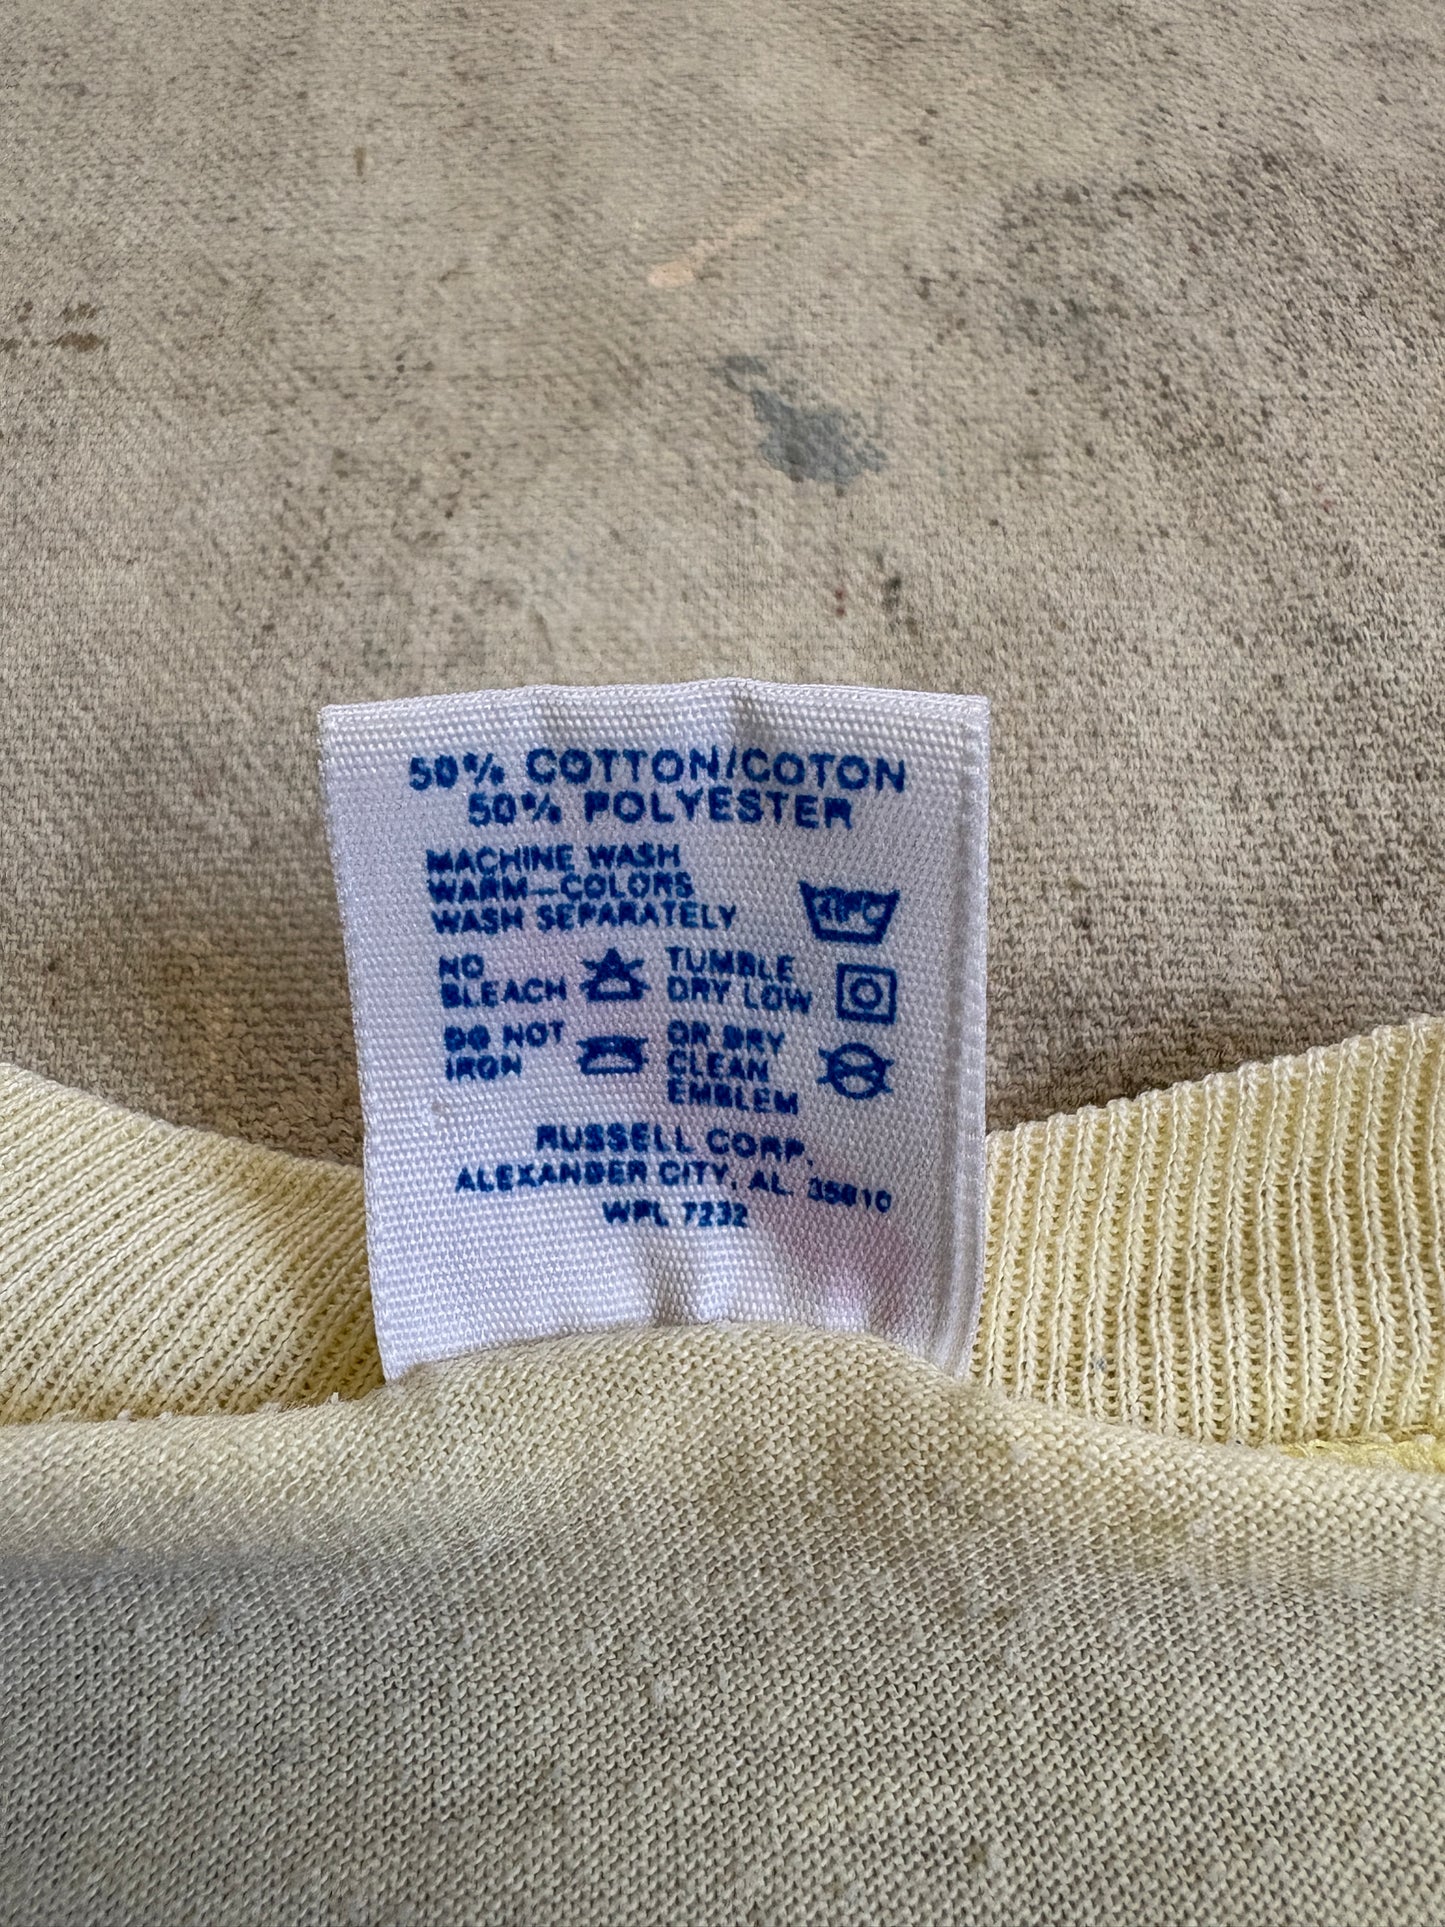 50% COTTON/COTON
50% POLYESTER
MACHINE WASH
WARM—COLORS
WASH SEPARATELY
NO
BLEACH
TUMBLE
DRY LOW
DO NOT
IRON
OR DRY
CLEAN
EMBLEM
RUSSELL CORP.
ALEXANDER CITY, AL. 35010
WPL 7232